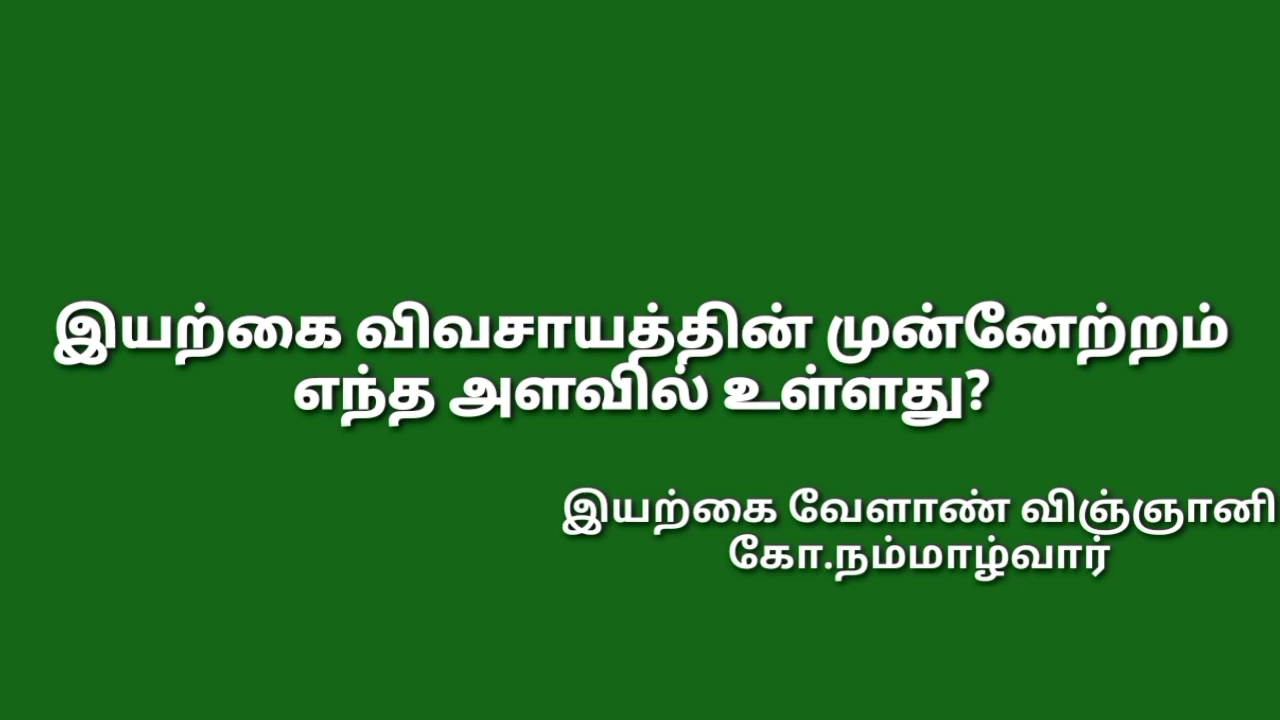 இயற்கை விவசாயத்தின் முன்னேற்றம்
எந்த அளவில் உள்ளது?
இயற்கை வேளாண் விஞ்ஞானி
கோ.நம்மாழ்வார்